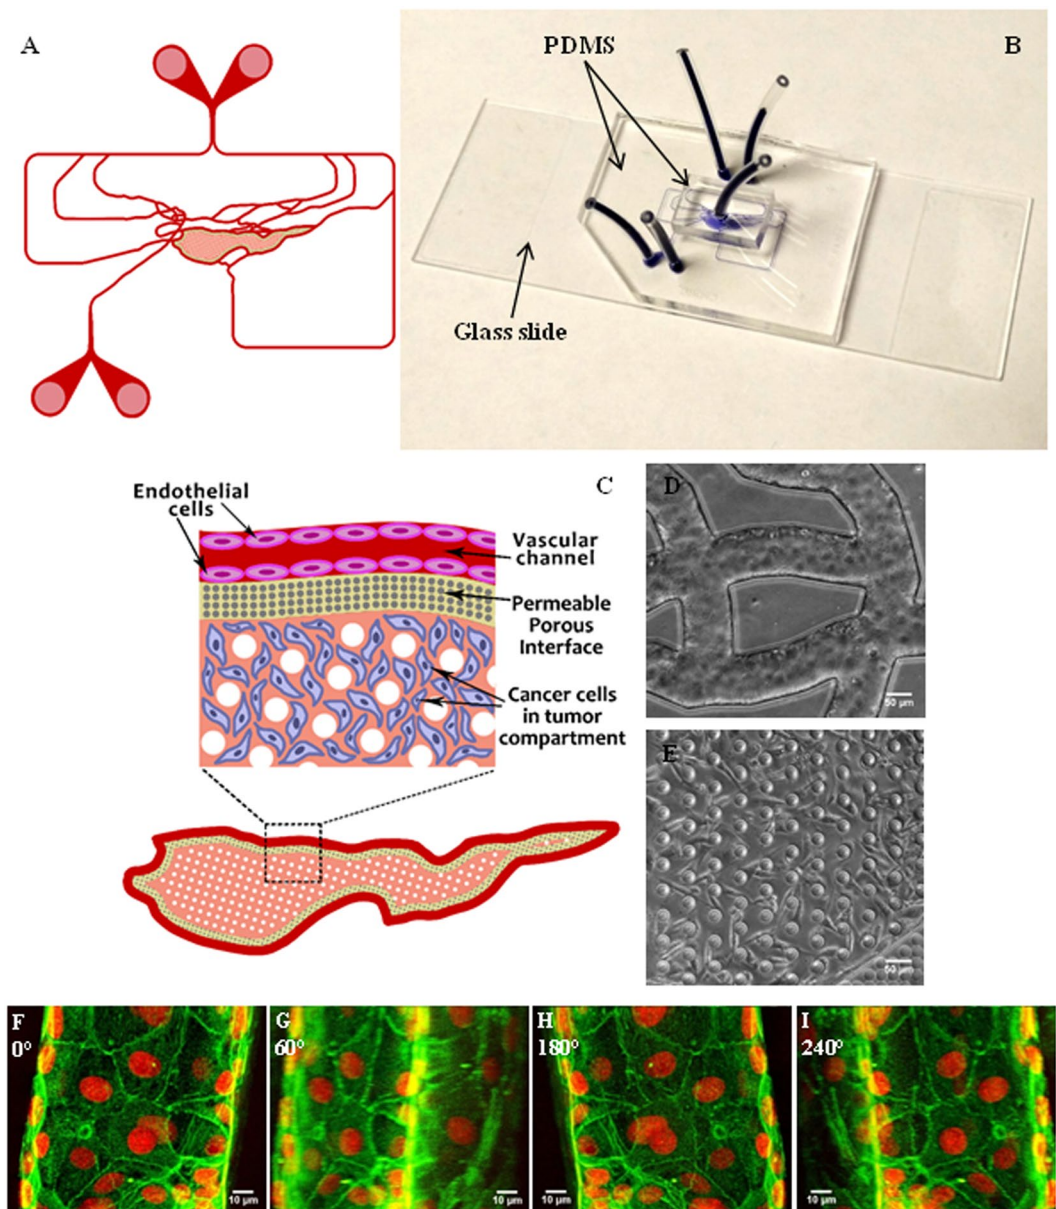 A
PDMS
B
Glass slide
Endothelial
cells
C
Vascular
channel
Permeable
Porous
Interface
Cancer cells
in tumor
compartment
D
50 µm
E
50 µm
F
0°
10 µm
G
60°
10 µm
H
180°
10 µm
I
240°
10 µm